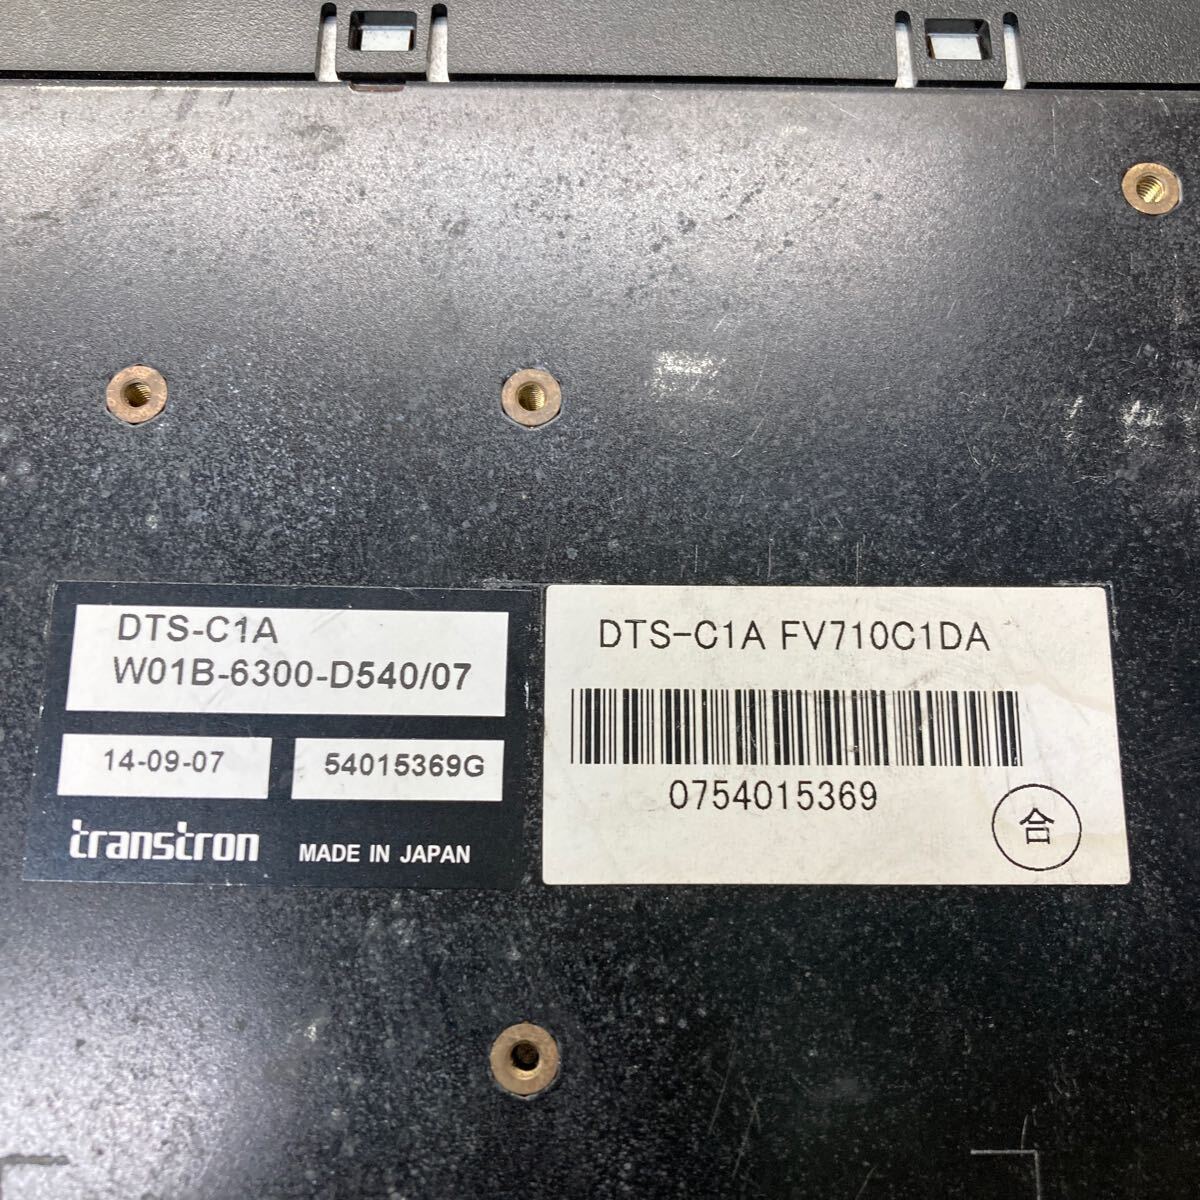 DTS-C1A
W01B-6300-D540/07
14-09-07
54015369G
transtron
MADE IN JAPAN
DTS-C1A FV710C1DA
0754015369
合